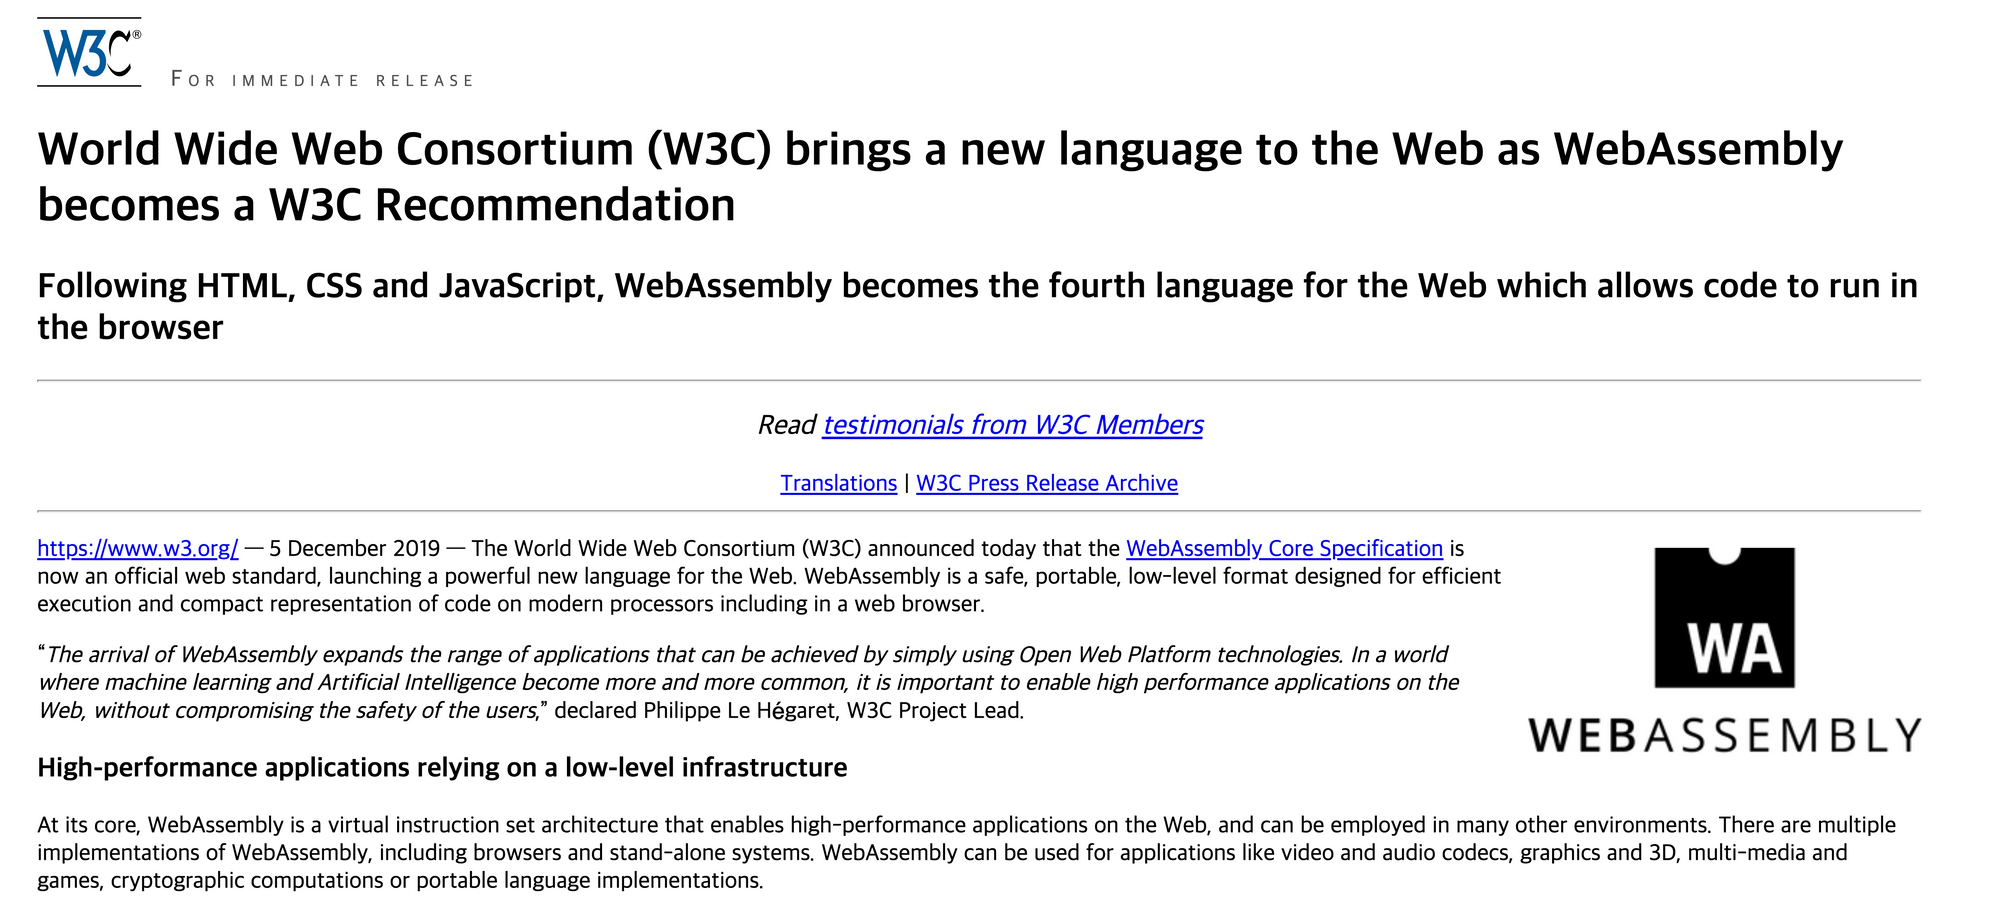 W3C®
FOR IMMEDIATE RELEASE
World Wide Web Consortium (W3C) brings a new language to the Web as WebAssembly
becomes a W3C Recommendation
Following HTML, CSS and JavaScript, WebAssembly becomes the fourth language for the Web which allows code to run in
the browser
Read testimonials from W3C Members
Translations | W3C Press Release Archive
https://www.w3.org/ — 5 December 2019 — The World Wide Web Consortium (W3C) announced today that the WebAssembly Core Specification is
now an official web standard, launching a powerful new language for the Web. WebAssembly is a safe, portable, low-level format designed for efficient
execution and compact representation of code on modern processors including in a web browser.
“The arrival of WebAssembly expands the range of applications that can be achieved by simply using Open Web Platform technologies. In a world
where machine learning and Artificial Intelligence become more and more common, it is important to enable high performance applications on the
Web, without compromising the safety of the users,” declared Philippe Le Hégaret, W3C Project Lead.
WA
WEBASSEMBLY
High-performance applications relying on a low-level infrastructure
At its core, WebAssembly is a virtual instruction set architecture that enables high-performance applications on the Web, and can be employed in many other environments. There are multiple
implementations of WebAssembly, including browsers and stand-alone systems. WebAssembly can be used for applications like video and audio codecs, graphics and 3D, multi-media and
games, cryptographic computations or portable language implementations.